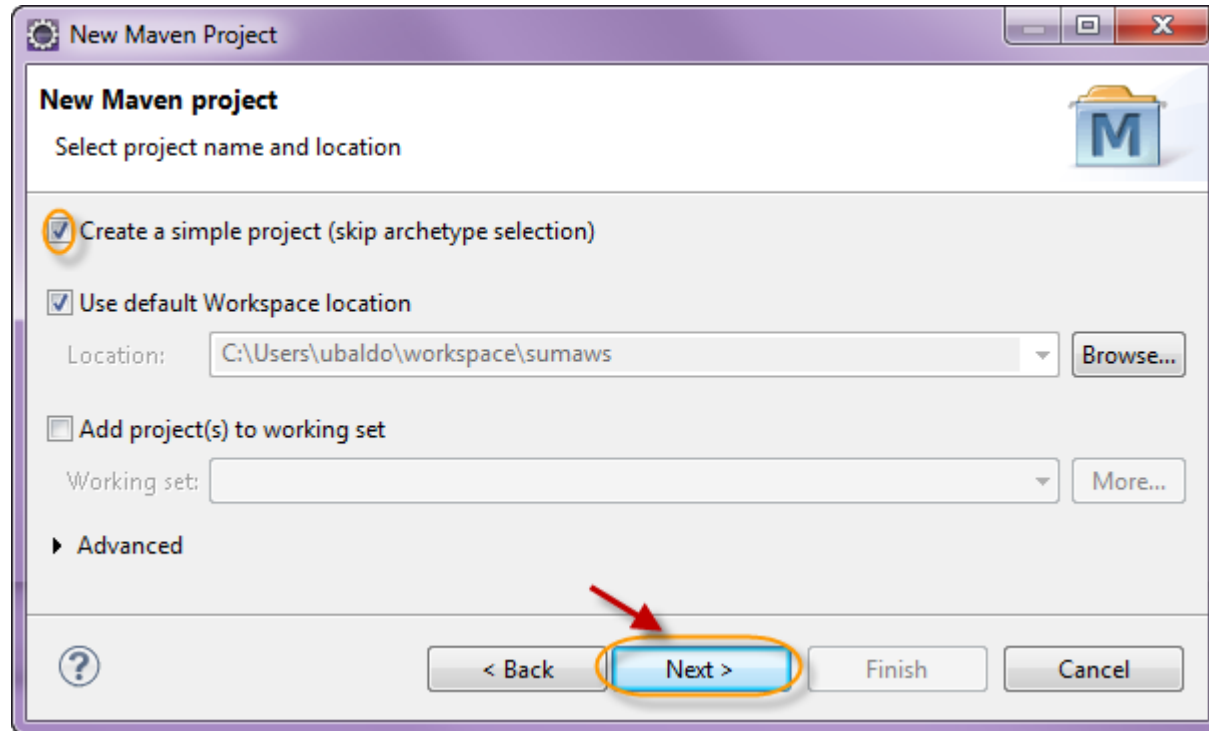 New Maven Project
New Maven project
Select project name and location
M
Create a simple project (skip archetype selection)
Use default Workspace location
Location: C:\Users\ubaldo\workspace\sumaws Browse...
Add project(s) to working set
Working set: More...
Advanced
? < Back Next > Finish Cancel